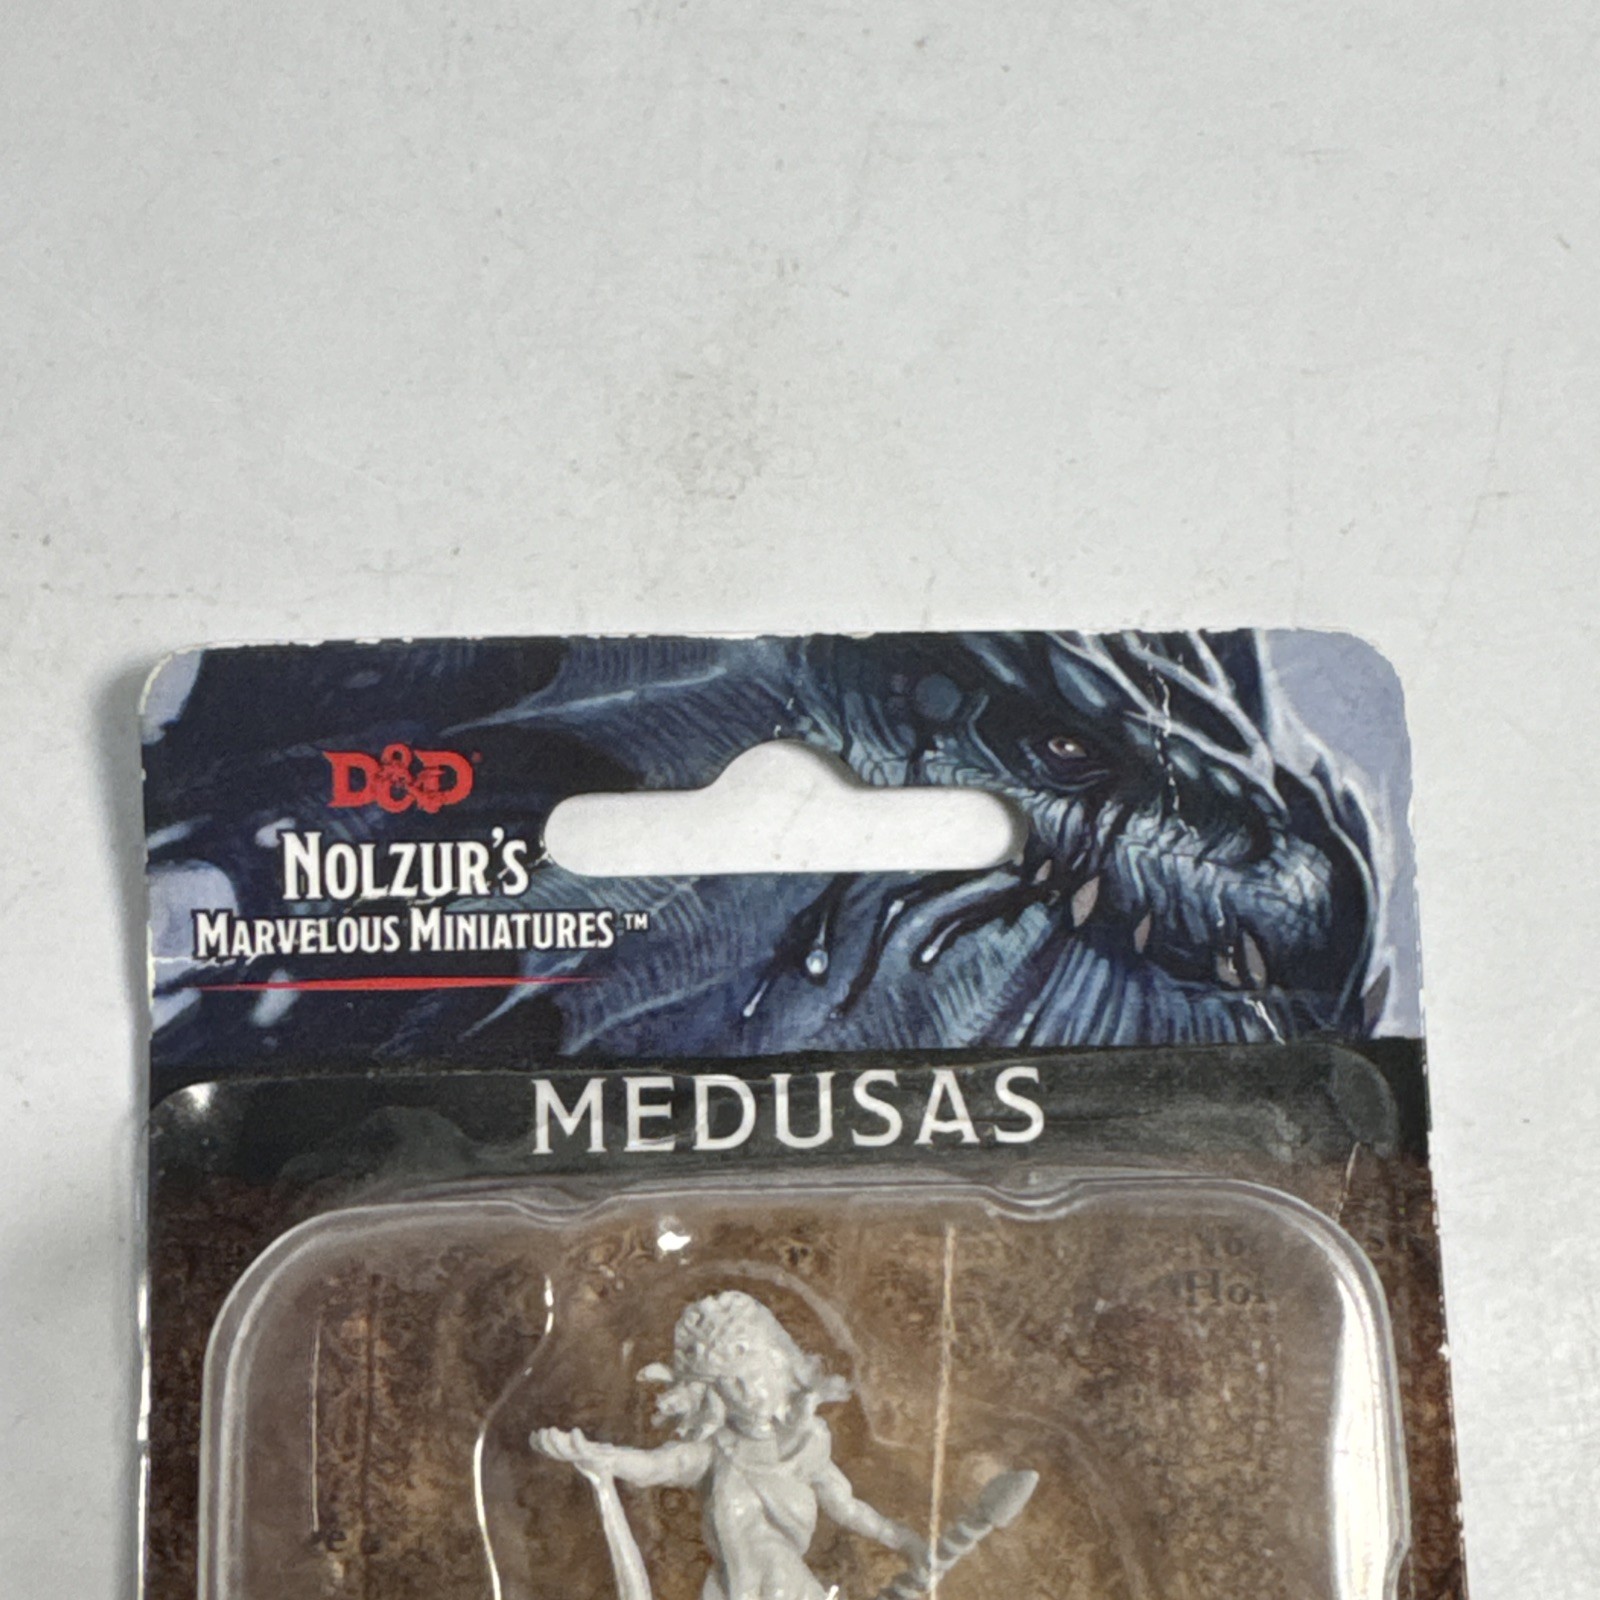 D&D®
NOLZUR'S
MARVELOUS MINIATURES™
MEDUSAS